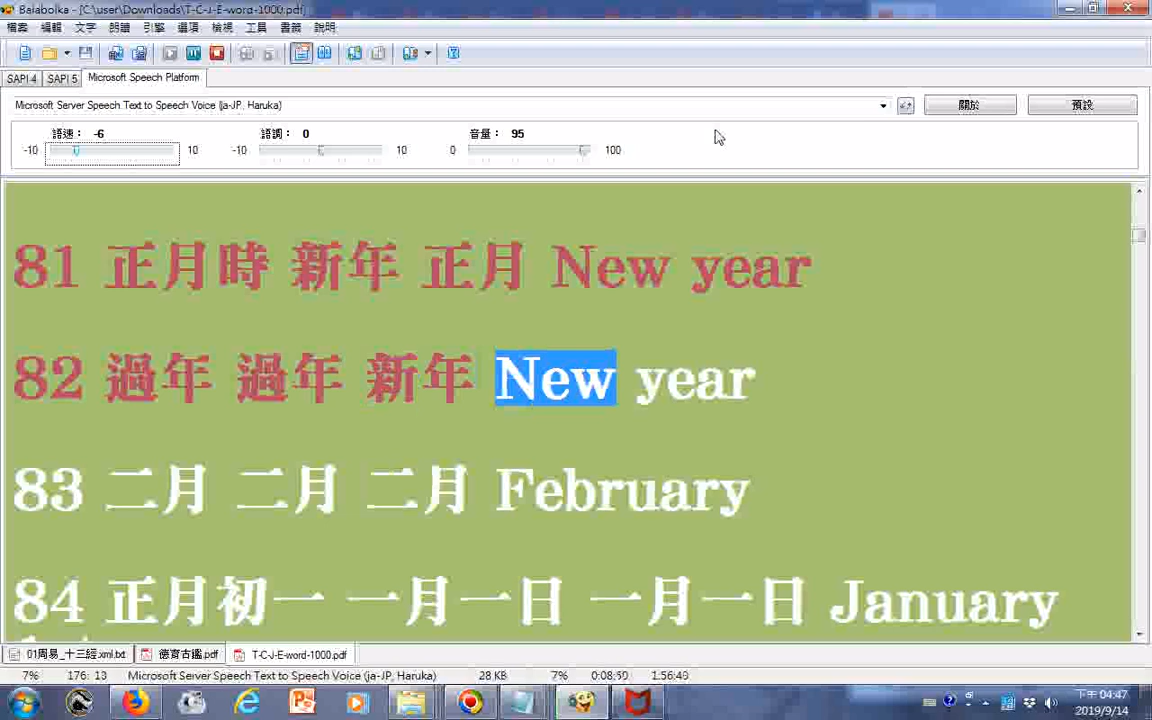 Balabolka - [C:\user\Downloads\T-C-J-E-word-1000.pdf]
檔案 編輯 文字 朗讀 引擎 選項 檢視 工具 書籤 說明
SAPI 4 SAPI 5 Microsoft Speech Platform
Microsoft Server Speech Text to Speech Voice (ja-JP, Haruka) 關於 預設
語速： -6 語調： 0 音量： 95
-10 10 -10 10 0 100
81 正月時 新年 正月 New year
82 過年 過年 新年 New year
83 二月 二月 二月 February
84 正月初一 一月一日 一月一日 January
01周易_十三經.xml.txt 德育古鑑.pdf T-C-J-E-word-1000.pdf
7% 176: 13 Microsoft Server Speech Text to Speech Voice (ja-JP, Haruka) 28 KB 7% 0:08:50 1:56:49
下午 04:47
2019/9/14